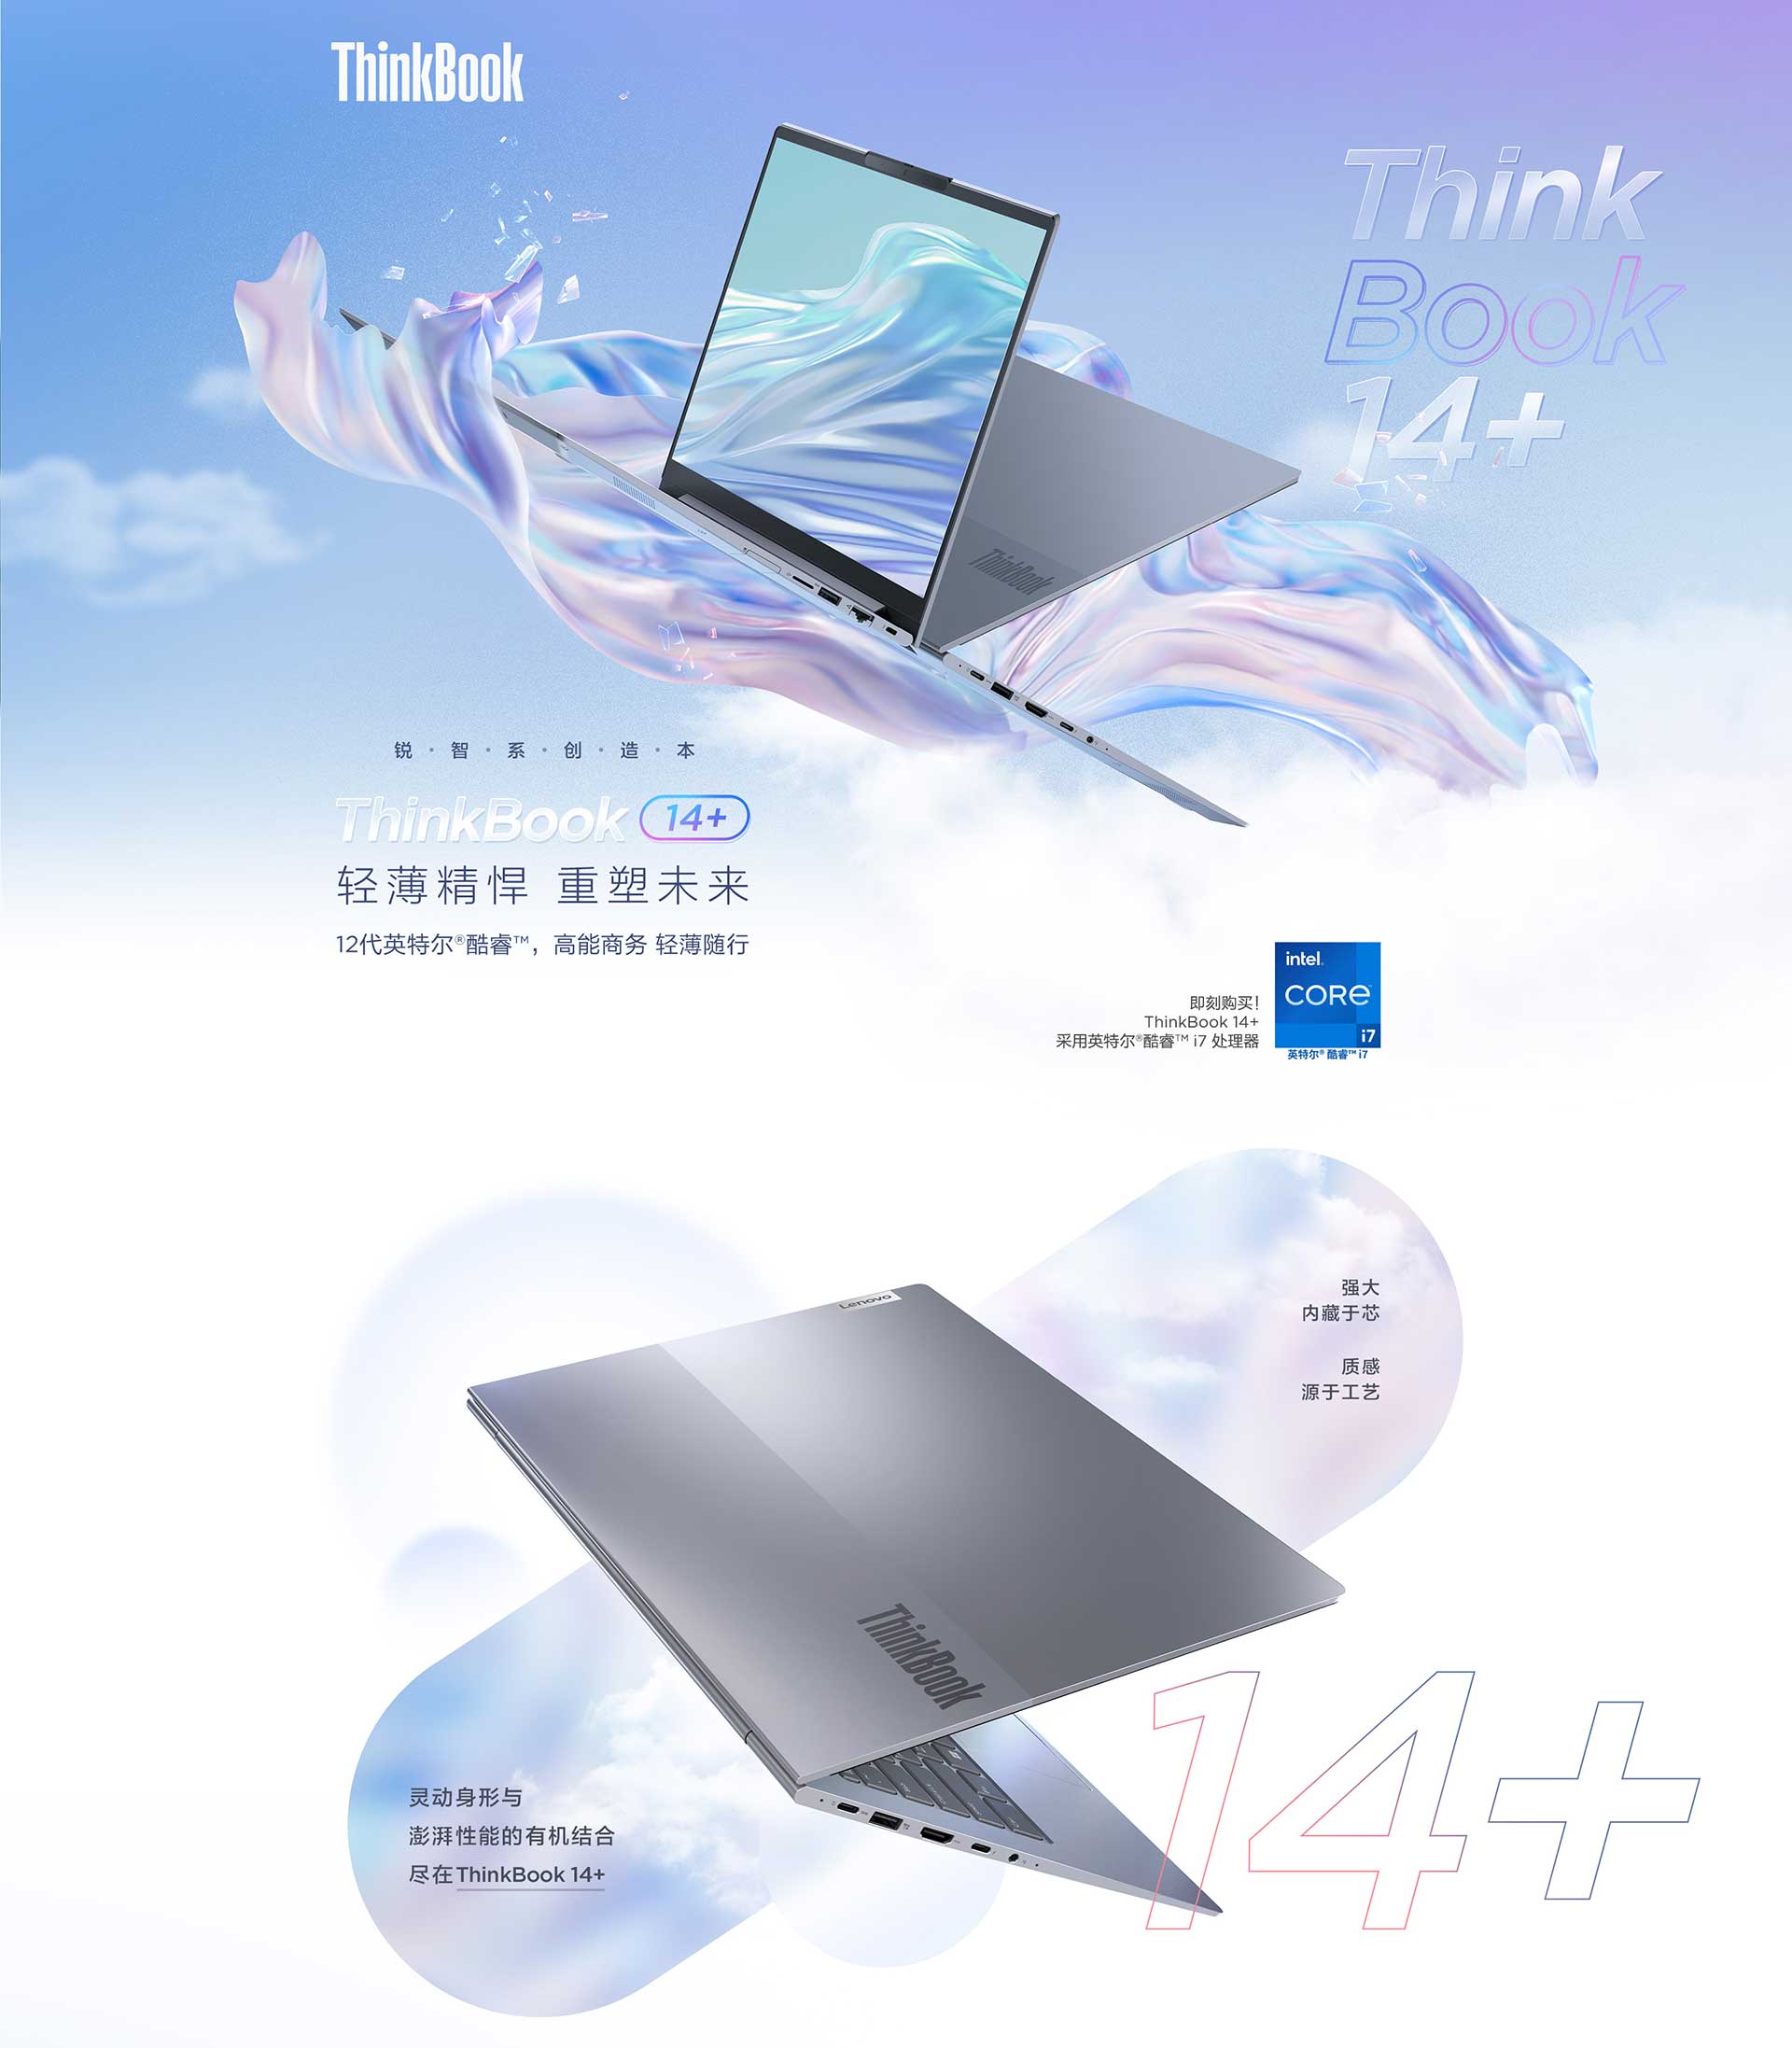 ThinkBook
Think
Book
14+
ThinkBook
锐·智·系·创·造·本
ThinkBook 14+
轻薄精悍 重塑未来
12代英特尔®酷睿™，高能商务 轻薄随行
即刻购买！
ThinkBook 14+
采用英特尔®酷睿™ i7 处理器
intel.
CORe
i7
英特尔® 酷睿™ i7
Lenovo
强大
内藏于芯
质感
源于工艺
ThinkBook
14+
灵动身形与
澎湃性能的有机结合
尽在ThinkBook 14+